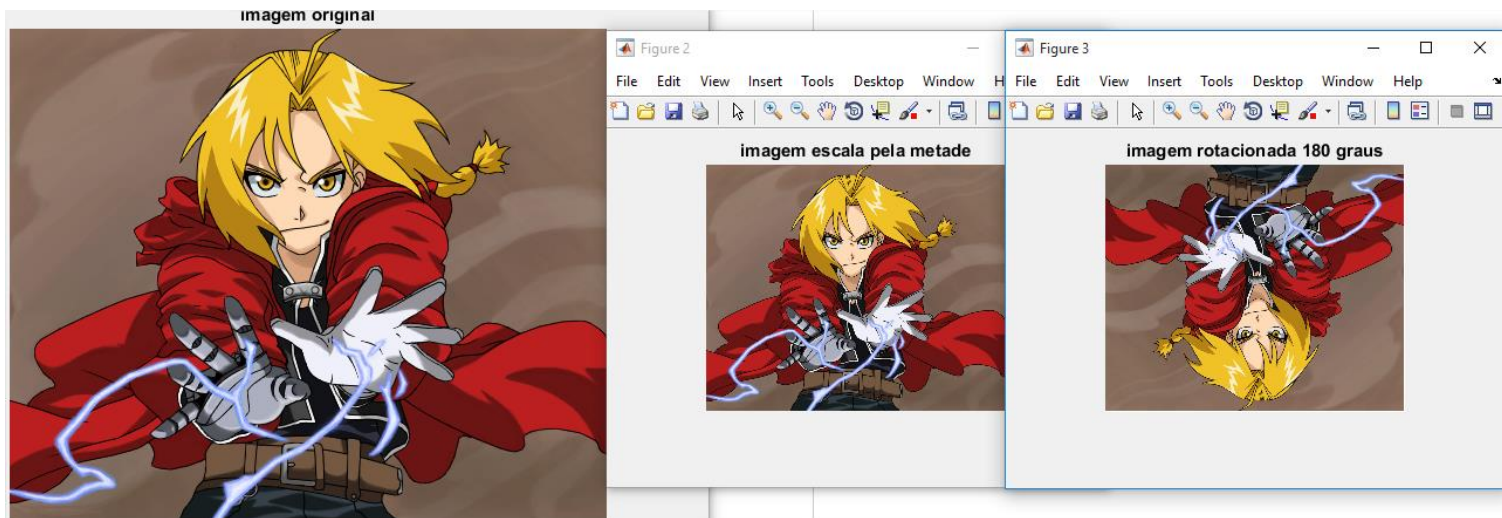 imagem original
Figure 2
File Edit View Insert Tools Desktop Window H
imagem escala pela metade
Figure 3
File Edit View Insert Tools Desktop Window Help
imagem rotacionada 180 graus